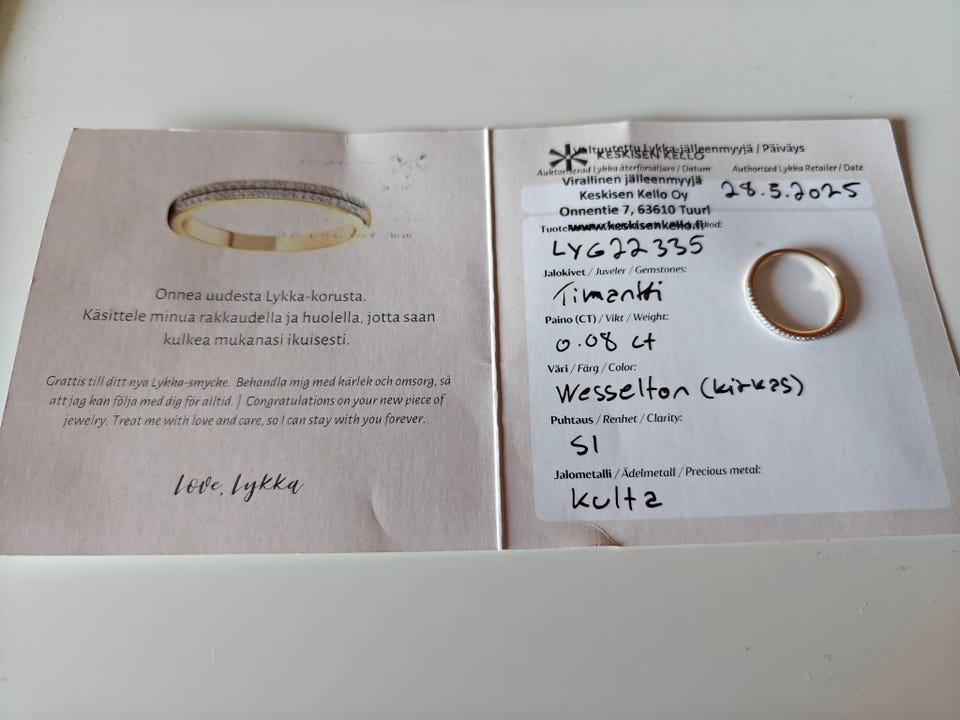 Onnea uudesta Lykka-korusta.
Käsittele minua rakkaudella ja huolella, jotta saan
kulkea mukanasi ikuisesti.
Grattis till ditt nya Lykka-smycke. Behandla mig med kärlek och omsorg, så
att jag kan följa med dig för alltid. | Congratulations on your new piece of
jewelry. Treat me with love and care, so I can stay with you forever.
Love, Lykka
Valtuutettu Lykka-jälleenmyyjä / Päiväys
KESKISEN KELLO
Auktoriserad Lykka återförsäljare / Datum Authorized Lykka Retailer / Date
Virallinen jälleenmyyjä
Keskisen Kello Oy 28.5.2025
Onnentie 7, 63610 Tuuri
www.keskisenkello.fi
LYG22335
Jalokivet / Juveler / Gemstones:
Timantti
Paino (CT) / Vikt / Weight:
0.08 ct
Väri / Färg / Color:
Wesselton (kirkas)
Puhtaus / Renhet / Clarity:
SI
Jalometalli / Ädelmetall / Precious metal:
kulta